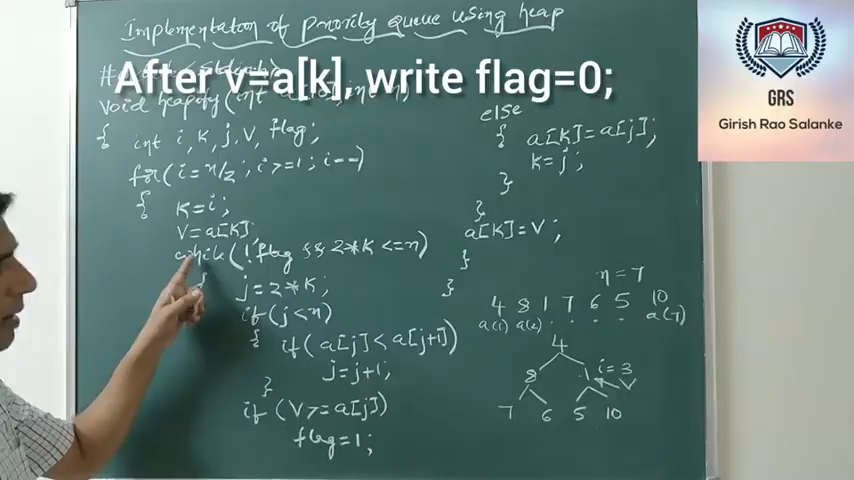 Implementation of priority queue using heap
After v=a[k], write flag=0;
void heapify(int
{ int i, K, j, V, flag;
for(i=n/2; i>=1; i--)
{ K=i;
V=a[K];
while(!flag && 2*K <=n)
{ j=2*K;
if(j<n)
{ if(a[j]<a[j+1])
j=j+1;
}
if(V>=a[j])
flag=1;
else
{ a[K]=a[j];
k=j;
}
}
a[K]=V;
}
}
n=7
4 8 1 7 6 5 10
a(1) a(2) . . . . a(7)
4
8 1 i=3
V
7 6 5 10
GRS
Girish Rao Salanke